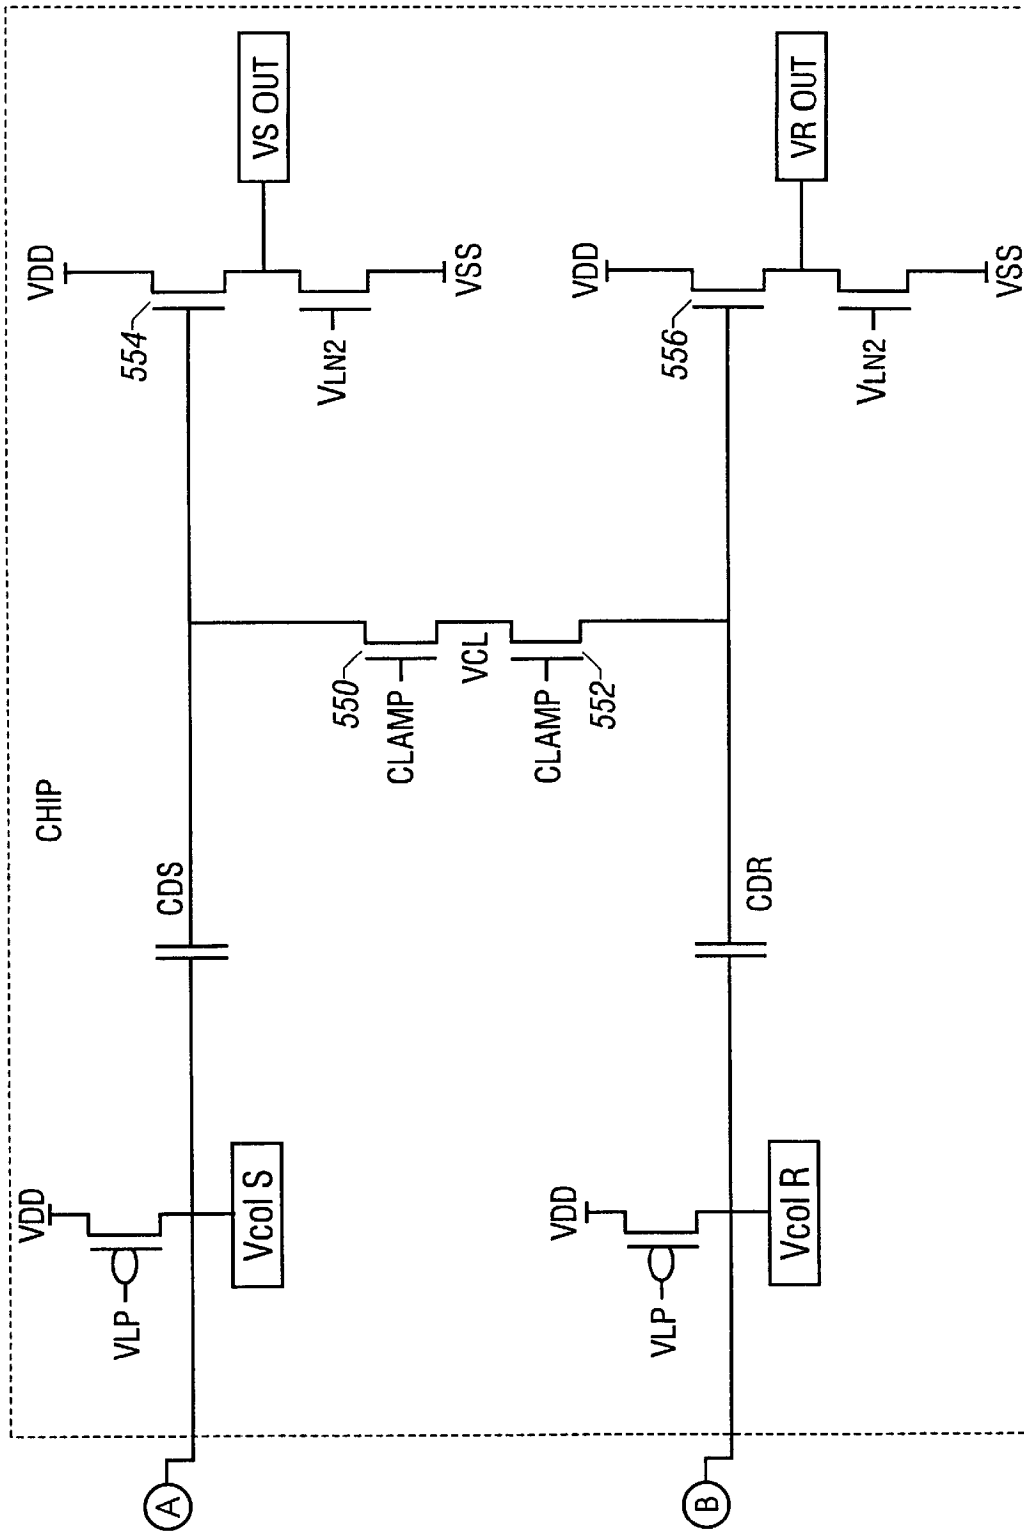 CHIP
VDD
VLP
Vcol S
A
CDS
550
CLAMP
VCL
CLAMP
552
VDD
554
VLN2
VSS
VS OUT
VDD
VLP
Vcol R
B
CDR
VDD
556
VLN2
VSS
VR OUT